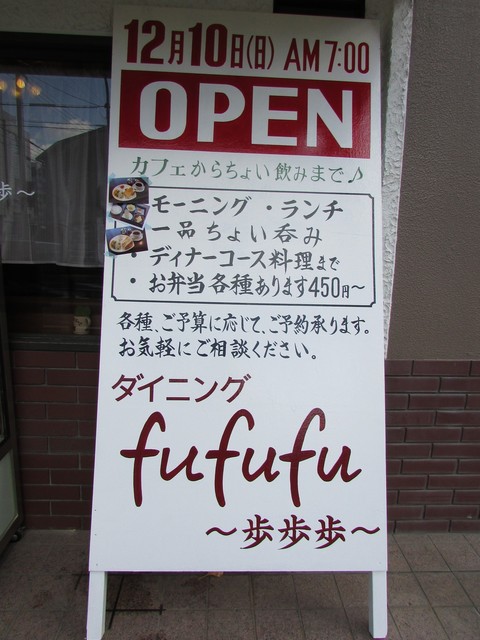 12月10日(日) AM7:00
OPEN
カフェからちょい飲みまで♪
モーニング・ランチ
一品ちょい呑み
・ディナーコース料理まで
・お弁当各種あります450円〜
各種、ご予算に応じて、ご予約承ります。
お気軽にご相談ください。
ダイニング
fufufu
〜歩歩歩〜
歩〜